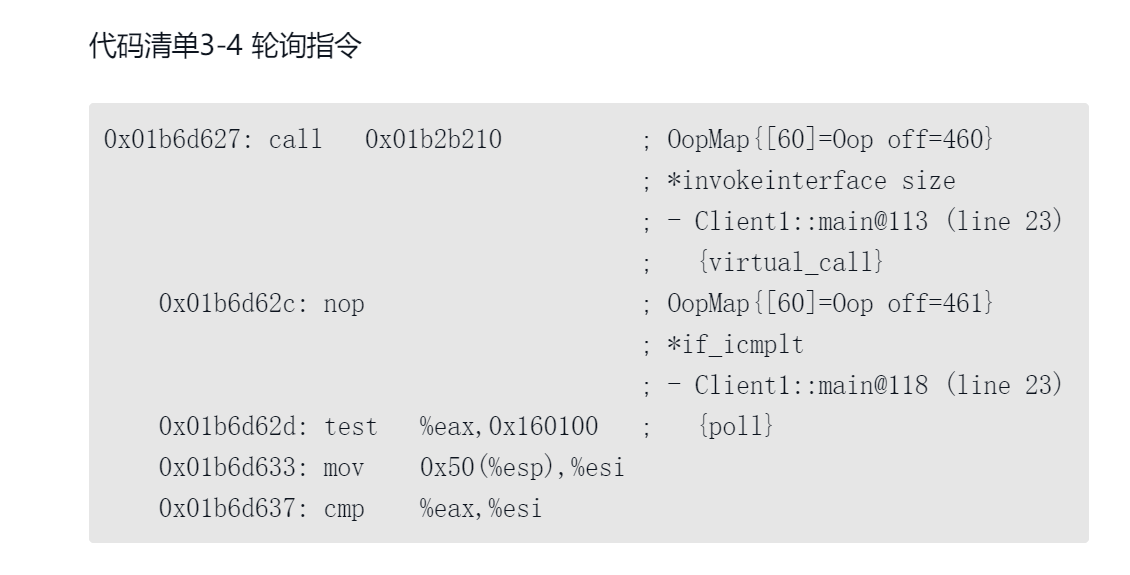 代码清单3-4 轮询指令
0x01b6d627: call   0x01b2b210          ; OopMap{[60]=Oop off=460}
                                       ; *invokeinterface size
                                       ; - Client1::main@113 (line 23)
                                       ;   {virtual_call}
    0x01b6d62c: nop                    ; OopMap{[60]=Oop off=461}
                                       ; *if_icmplt
                                       ; - Client1::main@118 (line 23)
    0x01b6d62d: test   %eax,0x160100   ;   {poll}
    0x01b6d633: mov    0x50(%esp),%esi
    0x01b6d637: cmp    %eax,%esi